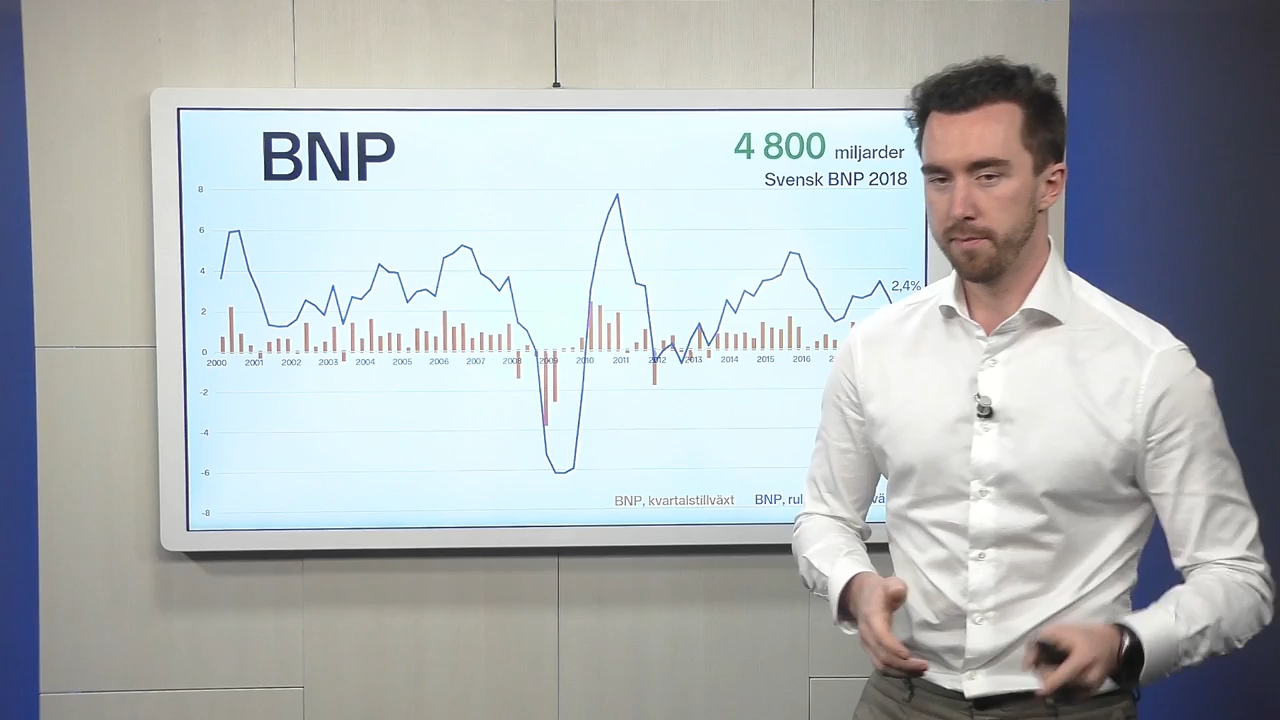 BNP
4 800 miljarder
Svensk BNP 2018
8
6
4
2,4%
2
0
2000 2001 2002 2003 2004 2005 2006 2007 2008 2009 2010 2011 2012 2013 2014 2015 2016
-2
-4
-6
BNP, kvartalstillväxt BNP,
-8